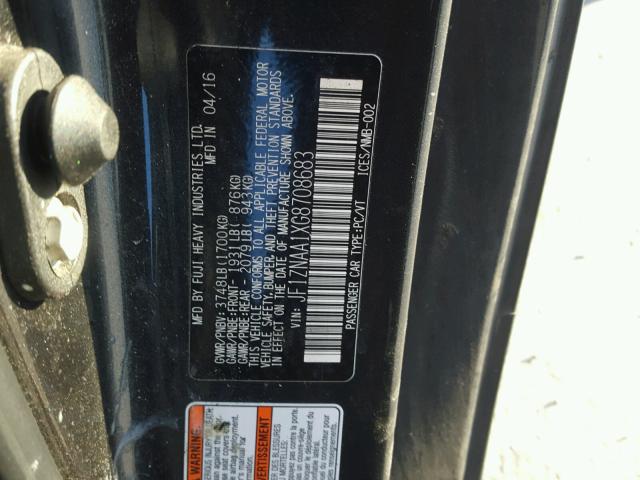 MFD BY FUJI HEAVY INDUSTRIES LTD.
MFD IN 04/16
GVWR/PNBV: 3748LB(1700KG)
GAWR/PNBE:FRONT- 1931LB( 876KG)
GAWR/PNBE:REAR - 2079LB( 943KG)
THIS VEHICLE CONFORMS TO ALL APPLICABLE FEDERAL MOTOR
VEHICLE SAFETY,BUMPER,AND THEFT PREVENTION STANDARDS
IN EFFECT ON THE DATE OF MANUFACTURE SHOWN ABOVE.
VIN: JF1ZNAA1XG8708683
PASSENGER CAR TYPE:PC/VT ICES/NMB-002
AVERTISSEMENT